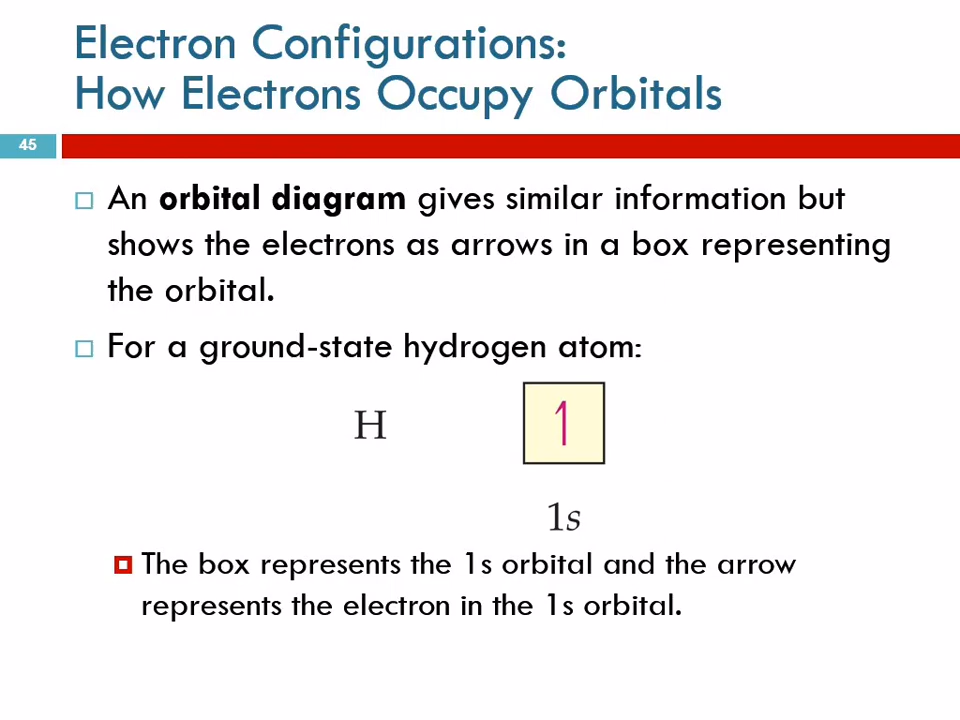 Electron Configurations:
How Electrons Occupy Orbitals
45
An orbital diagram gives similar information but
shows the electrons as arrows in a box representing
the orbital.
For a ground-state hydrogen atom:
H
1s
The box represents the 1s orbital and the arrow
represents the electron in the 1s orbital.